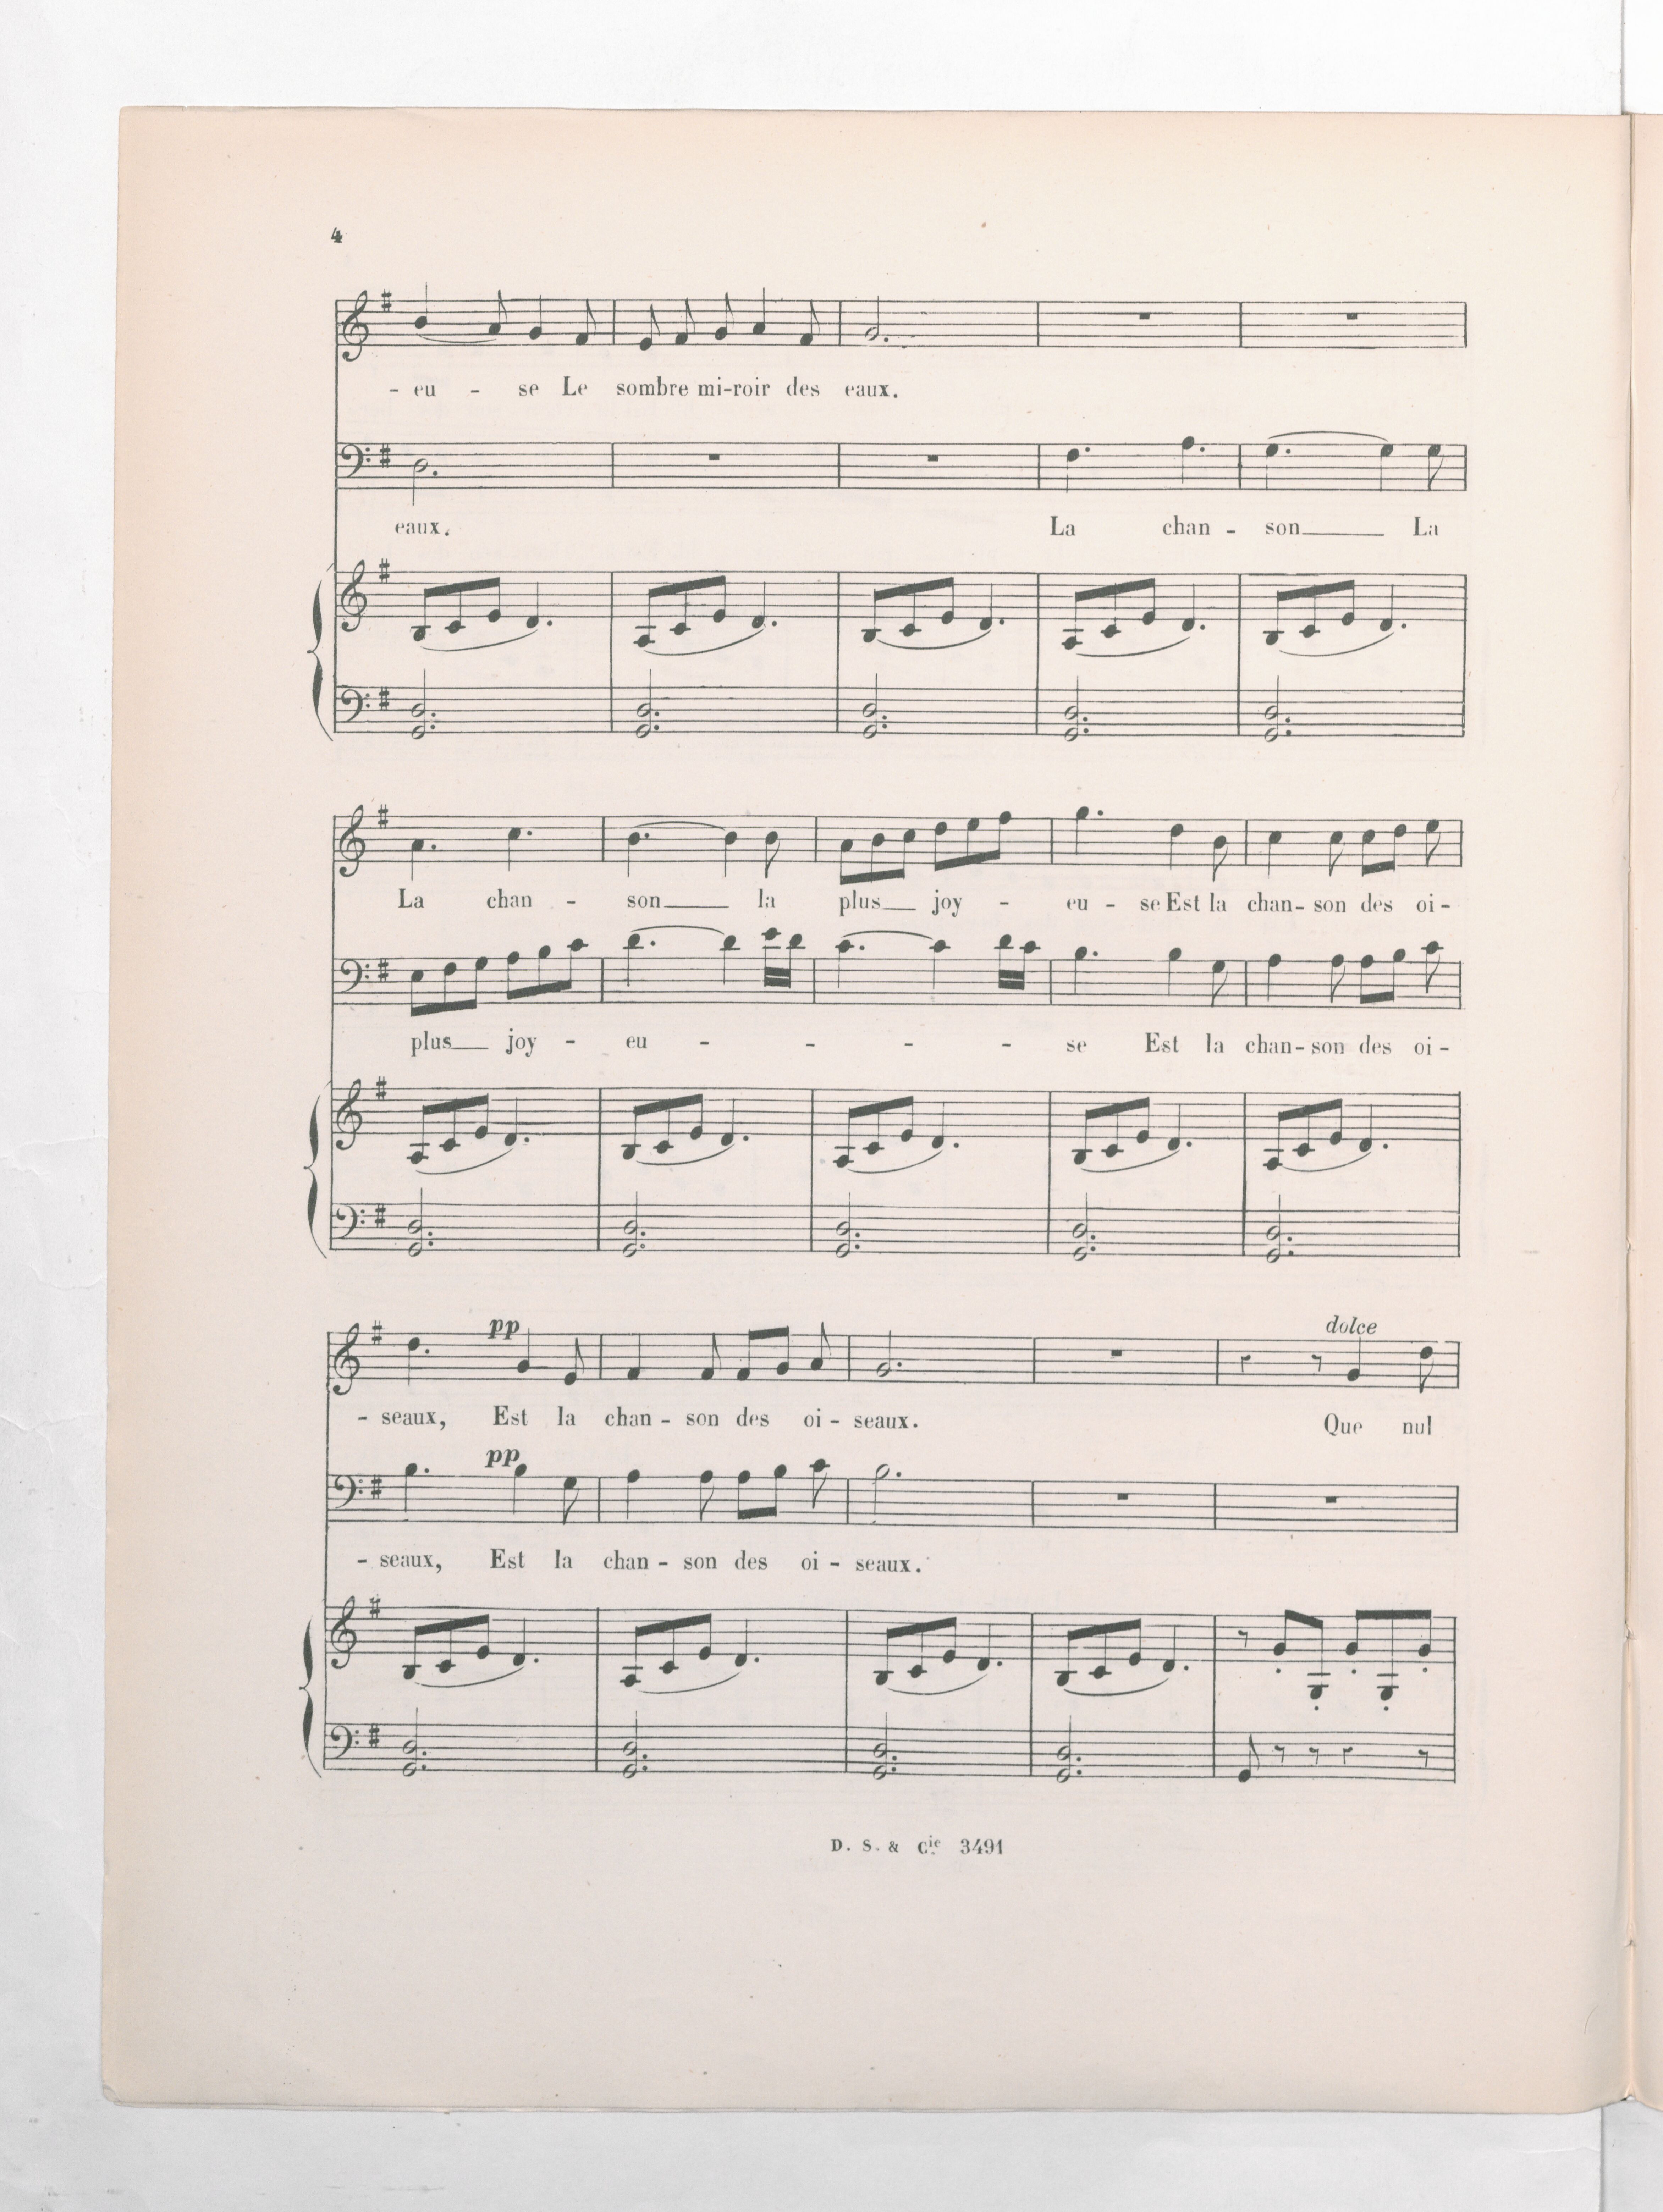 4
- eu - se Le sombre mi-roir des eaux.
eaux. La chan - son La
La chan - son la plus joy - eu - se Est la chan - son des oi -
plus joy - eu - - - - se Est la chan - son des oi -
pp dolce
- seaux, Est la chan - son des oi - seaux. Que nul
pp
- seaux, Est la chan - son des oi - seaux.
D. S. & Cie 3491